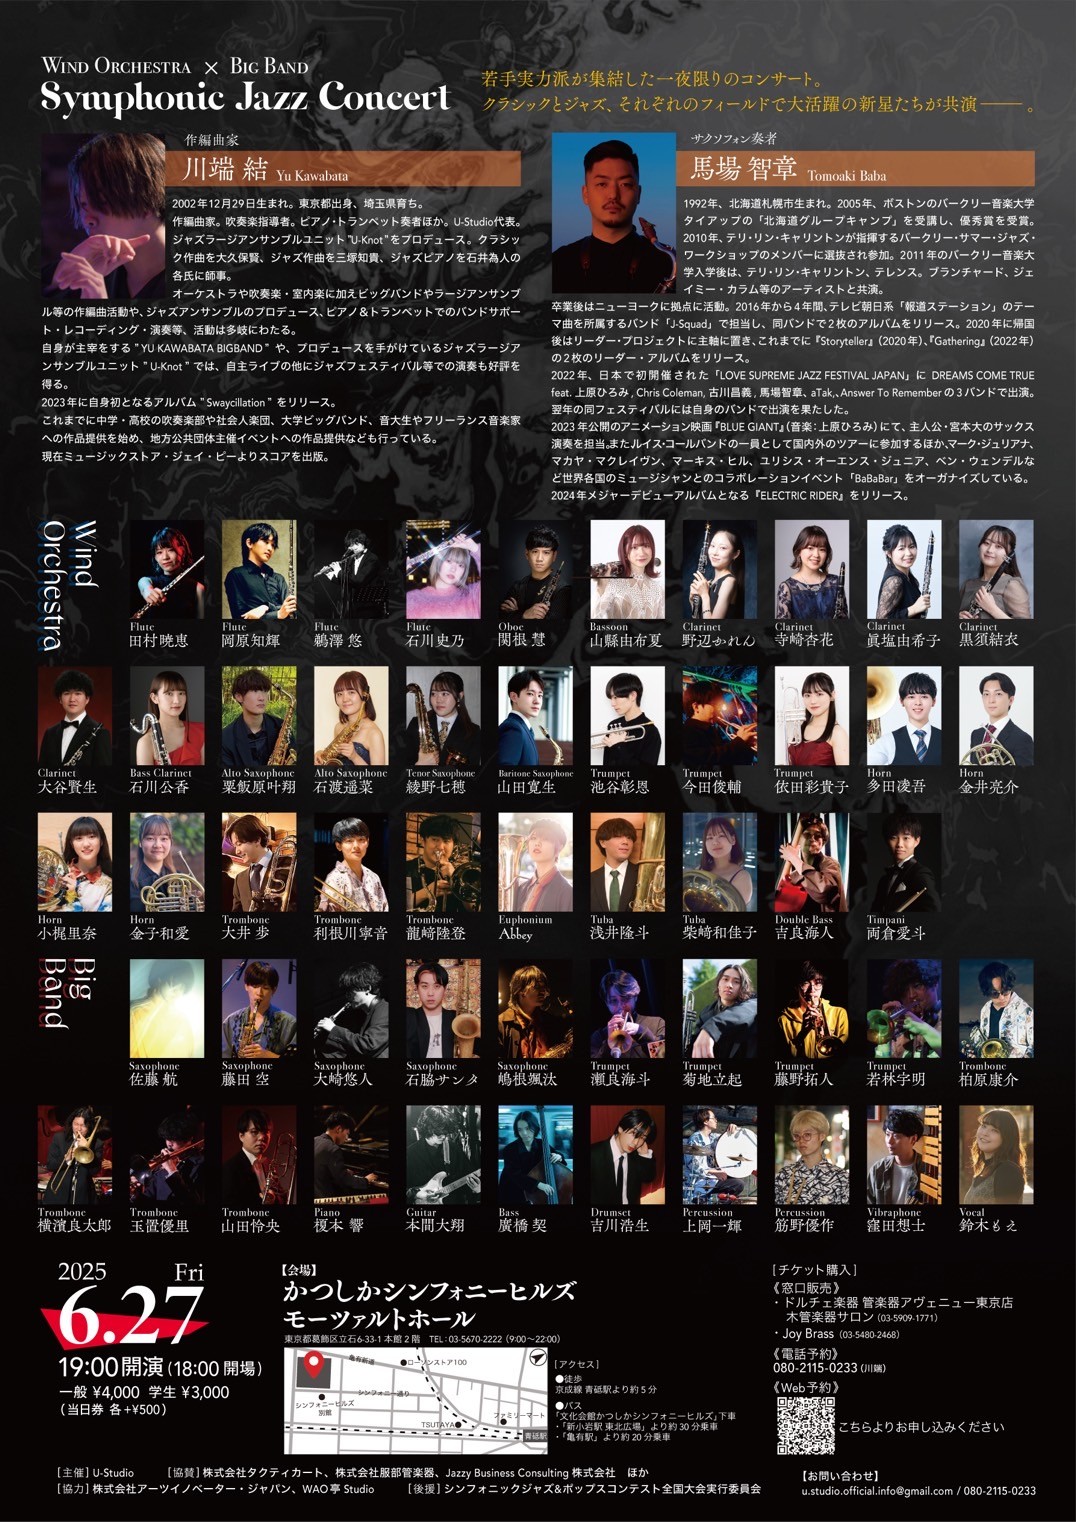 WIND ORCHESTRA × BIG BAND
Symphonic Jazz Concert
若手実力派が集結した一夜限りのコンサート。
クラシックとジャズ、それぞれのフィールドで大活躍の新星たちが共演――。
作編曲家
川端 結 Yu Kawabata
2002年12月29日生まれ。東京都出身、埼玉県育ち。
作編曲家。吹奏楽指導者。ピアノ・トランペット奏者ほか。U-Studio代表。
ジャズラージアンサンブルユニット"U-Knot"をプロデュース。クラシッ
ク作曲を大久保賢、ジャズ作曲を三塚知貴、ジャズピアノを石井為人の
各氏に師事。
オーケストラや吹奏楽・室内楽に加えビッグバンドやラージアンサンブ
ル等の作編曲活動や、ジャズアンサンブルのプロデュース、ピアノ&トランペットでのバンドサポー
ト・レコーディング・演奏等、活動は多岐にわたる。
自身が主宰をする"YU KAWABATA BIGBAND"や、プロデュースを手がけているジャズラージア
ンサンブルユニット"U-Knot"では、自主ライブの他にジャズフェスティバル等での演奏も好評を
得る。
2023年に自身初となるアルバム"Swaycillation"をリリース。
これまでに中学・高校の吹奏楽部や社会人楽団、大学ビッグバンド、音大生やフリーランス音楽家
への作品提供を始め、地方公共団体主催イベントへの作品提供なども行っている。
現在ミュージックストア・ジェイ・ピーよりスコアを出版。
サクソフォン奏者
馬場 智章 Tomoaki Baba
1992年、北海道札幌市生まれ。2005年、ボストンのバークリー音楽大学
タイアップの「北海道グループキャンプ」を受講し、優秀賞を受賞。
2010年、テリ・リン・キャリントンが指揮するバークリー・サマー・ジャズ・
ワークショップのメンバーに選抜され参加。2011年のバークリー音楽大
学入学後は、テリ・リン・キャリントン、テレンス。ブランチャード、ジェ
イミー・カラム等のアーティストと共演。
卒業後はニューヨークに拠点に活動。2016年から4年間、テレビ朝日系「報道ステーション」のテー
マ曲を所属するバンド「J-Squad」で担当し、同バンドで2枚のアルバムをリリース。2020年に帰国
後はリーダー・プロジェクトに主軸に置き、これまでに『Storyteller』(2020年)、『Gathering』(2022年)
の2枚のリーダー・アルバムをリリース。
2022年、日本で初開催された「LOVE SUPREME JAZZ FESTIVAL JAPAN」に DREAMS COME TRUE
feat. 上原ひろみ, Chris Coleman, 古川昌義, 馬場智章、aTak,、Answer To Rememberの3バンドで出演。
翌年の同フェスティバルには自身のバンドで出演を果たした。
2023年公開のアニメーション映画『BLUE GIANT』(音楽:上原ひろみ)にて、主人公・宮本大のサックス
演奏を担当。またルイス・コールバンドの一員として国内外のツアーに参加するほか、マーク・ジュリアナ、
マカヤ・マクレイヴン、マーキス・ヒル、ユリシス・オーエンス・ジュニア、ベン・ウェンデルな
ど世界各国のミュージシャンとのコラボレーションイベント「BaBaBar」をオーガナイズしている。
2024年メジャーデビューアルバムとなる『ELECTRIC RIDER』をリリース。
Wind
Orchestra
Flute Flute Flute Flute Oboe Bassoon Clarinet Clarinet Clarinet Clarinet
田村暁恵 岡原知輝 鵜澤 悠 石川史乃 関根 慧 山縣由布夏 野辺かれん 寺崎杏花 眞塩由希子 黒須結衣
Clarinet Bass Clarinet Alto Saxophone Alto Saxophone Tenor Saxophone Baritone Saxophone Trumpet Trumpet Trumpet Horn Horn
大谷賢生 石川公香 粟飯原叶翔 石渡遥菜 綾野七穂 山田寛生 池谷彰恩 今田俊輔 依田彩貴子 多田凌吾 金井亮介
Horn Horn Trombone Trombone Trombone Euphonium Tuba Tuba Double Bass Timpani
小梶里奈 金子和愛 大井 歩 利根川寧音 龍﨑陸登 Abbey 浅井隆斗 柴﨑和佳子 吉良海人 両倉愛斗
Big
Band
Saxophone Saxophone Saxophone Saxophone Saxophone Trumpet Trumpet Trumpet Trumpet Trombone
佐藤 航 藤田 空 大崎悠人 石脇サンタ 嶋根颯汰 瀬良海斗 菊地立起 藤野拓人 若林宇明 柏原康介
Trombone Trombone Trombone Piano Guitar Bass Drumset Percussion Percussion Vibraphone Vocal
横濱良太郎 玉置優里 山田怜央 榎本 響 本間大翔 廣橋 契 吉川浩生 上岡一輝 筋野優作 窪田想士 鈴木もえ
2025 Fri
6.27
19:00開演(18:00開場)
一般 ¥4,000 学生 ¥3,000
(当日券 各+¥500)
【会場】
かつしかシンフォニーヒルズ
モーツァルトホール
東京都葛飾区立石6-33-1 本館2階 TEL:03-5670-2222 (9:00〜22:00)
亀有新道
ローソンストア100
シンフォニー通り
シンフォニーヒルズ
別館
TSUTAYA
ファミリーマート
青砥駅
[アクセス]
●徒歩
京成線 青砥駅より約5分
●バス
「文化会館かつしかシンフォニーヒルズ」下車
・「新小岩駅 東北広場」より約30分乗車
・「亀有駅」より約20分乗車
[チケット購入]
《窓口販売》
・ドルチェ楽器 管楽器アヴェニュー東京店
木管楽器サロン (03-5909-1771)
・Joy Brass (03-5480-2468)
《電話予約》
080-2115-0233 (川端)
《Web予約》
こちらよりお申し込みください
[主催] U-Studio [協賛] 株式会社タクティカート、株式会社服部管楽器、Jazzy Business Consulting 株式会社 ほか
[協力] 株式会社アーツイノベーター・ジャパン、WAO亭 Studio [後援] シンフォニックジャズ&ポップスコンテスト全国大会実行委員会
【お問い合わせ】
u.studio.official.info@gmail.com / 080-2115-0233